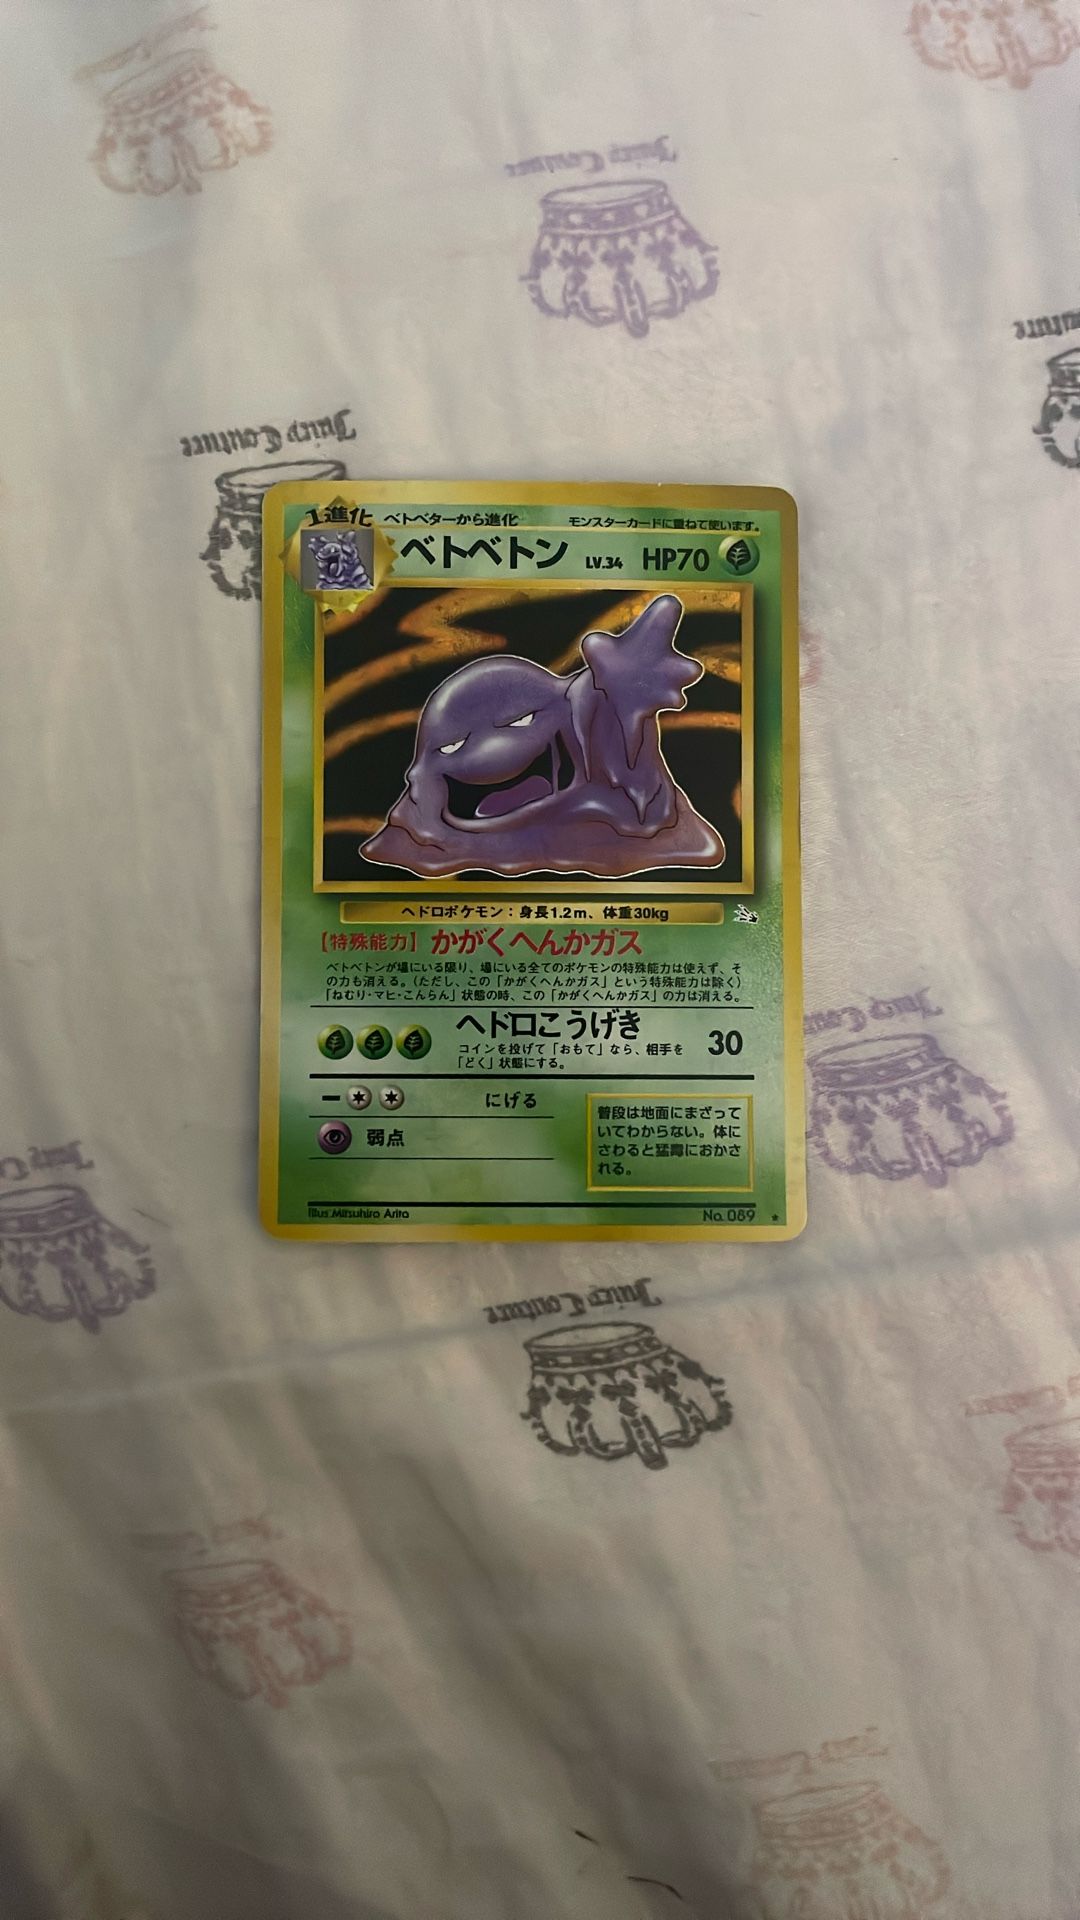 Juicy Couture
Juicy Couture
1進化 ベトベターから進化 モンスターカードに重ねて使います。
ベトベトン LV.34 HP70
ヘドロポケモン：身長1.2m、体重30kg
【特殊能力】かがくへんかガス
ベトベトンが場にいる限り、場にいる全てのポケモンの特殊能力は使えず、そ
の力も消える。（ただし、この「かがくへんかガス」という特殊能力は除く）
「ねむり・マヒ・こんらん」状態の時、この「かがくへんかガス」の力は消える。
ヘドロこうげき 30
コインを投げて「おもて」なら、相手を
「どく」状態にする。
ー にげる
弱点
普段は地面にまざって
いてわからない。体に
さわると猛毒におかさ
れる。
Illus. Mitsuhiro Arita No. 089
Juicy Couture
Juicy Couture